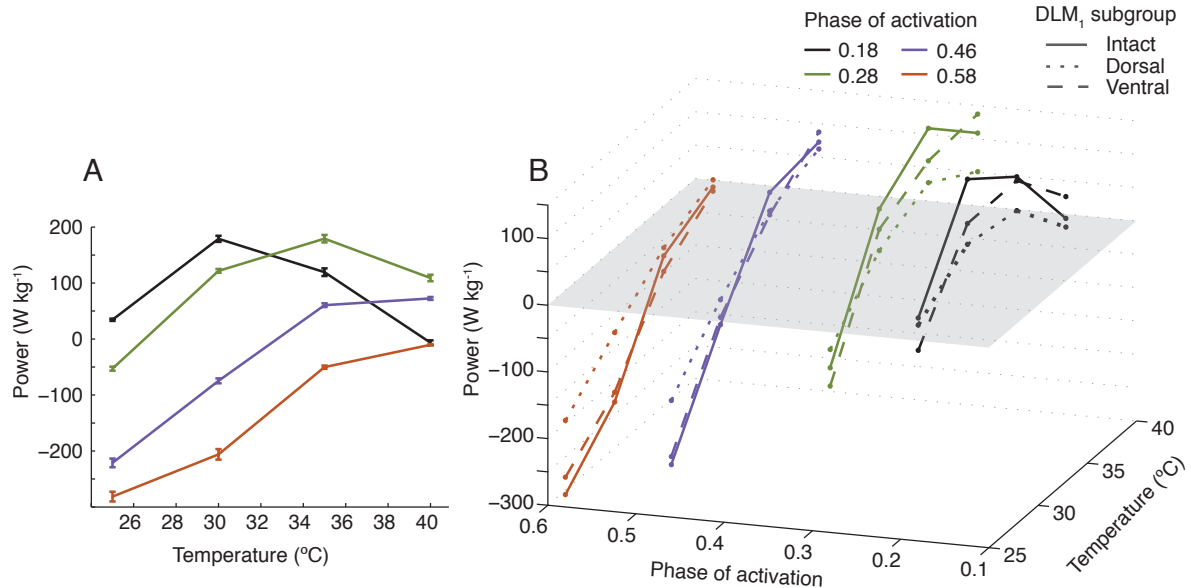 Phase of activation
0.18
0.46
0.28
0.58
DLM1 subgroup
Intact
Dorsal
Ventral
A
200
100
0
−100
−200
Power (W kg-1)
26 28 30 32 34 36 38 40
Temperature (ºC)
B
100
0
−100
−200
−300
Power (W kg-1)
0.6 0.5 0.4 0.3 0.2 0.1
Phase of activation
25 30 35 40
Temperature (ºC)